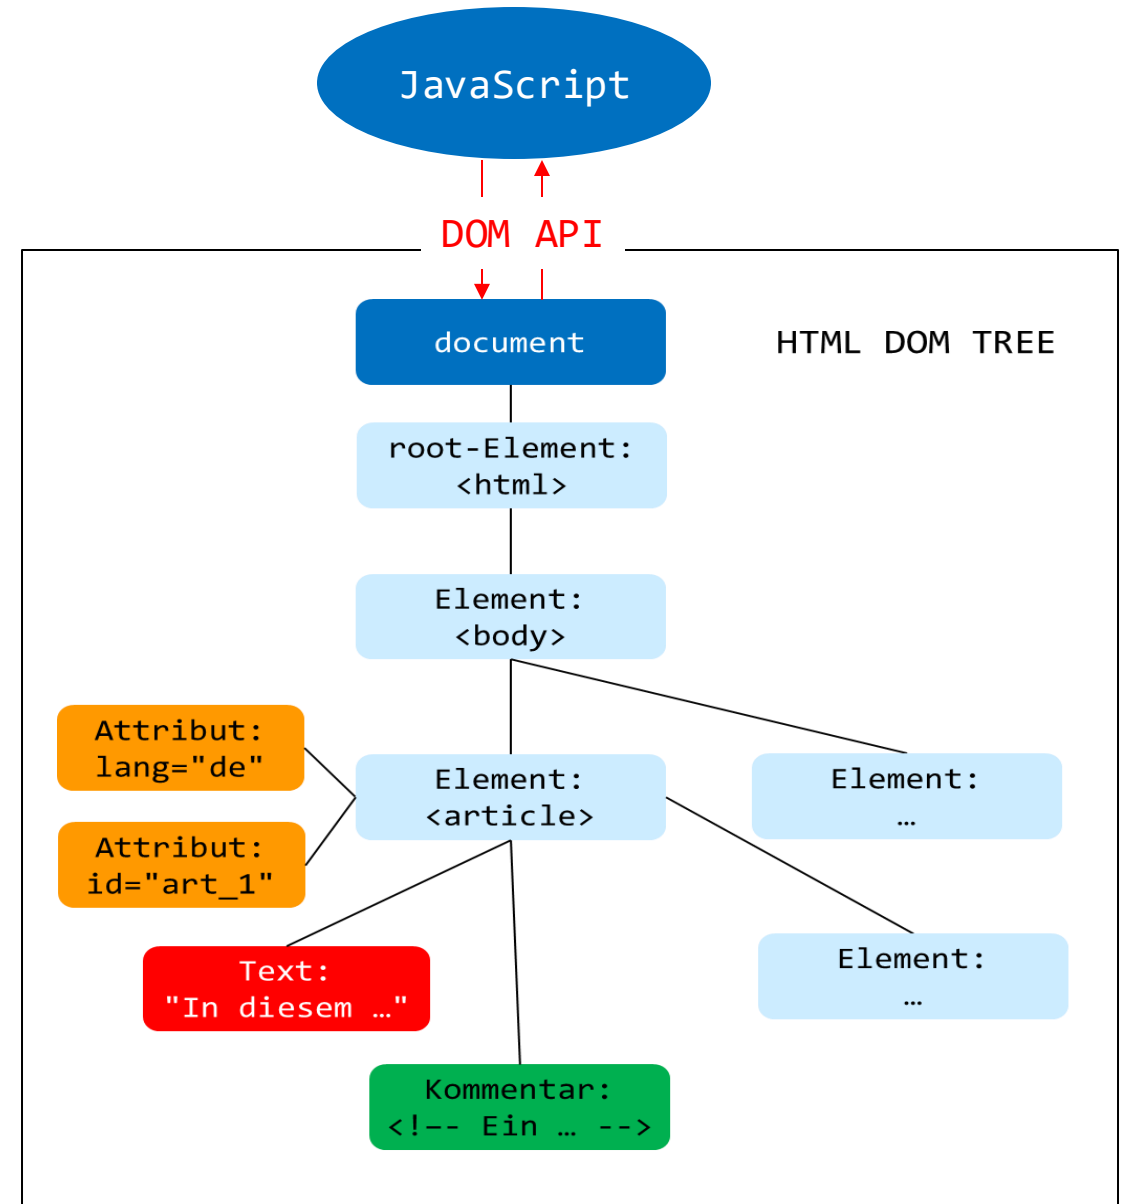 JavaScript
DOM API
document
HTML DOM TREE
root-Element:
<html>
Element:
<body>
Attribut:
lang="de"
Element:
<article>
Element:
…
Attribut:
id="art_1"
Text:
"In diesem …"
Element:
…
Kommentar:
<!-- Ein … -->